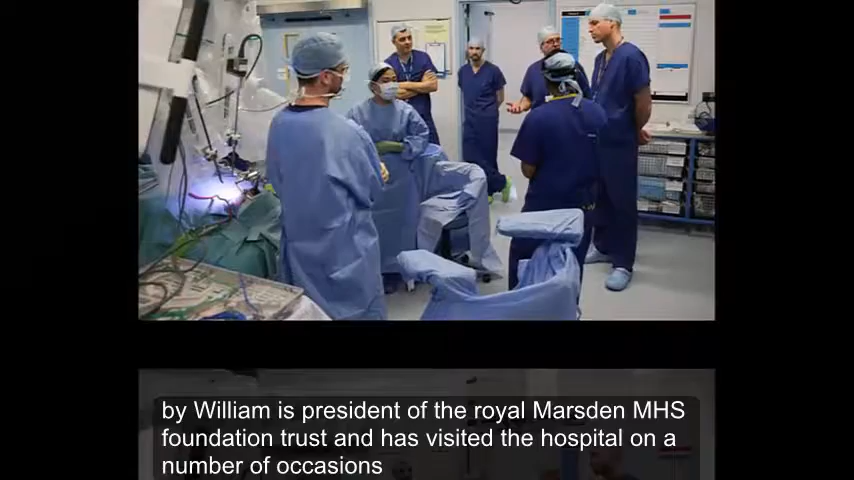 by William is president of the royal Marsden MHS
foundation trust and has visited the hospital on a
number of occasions